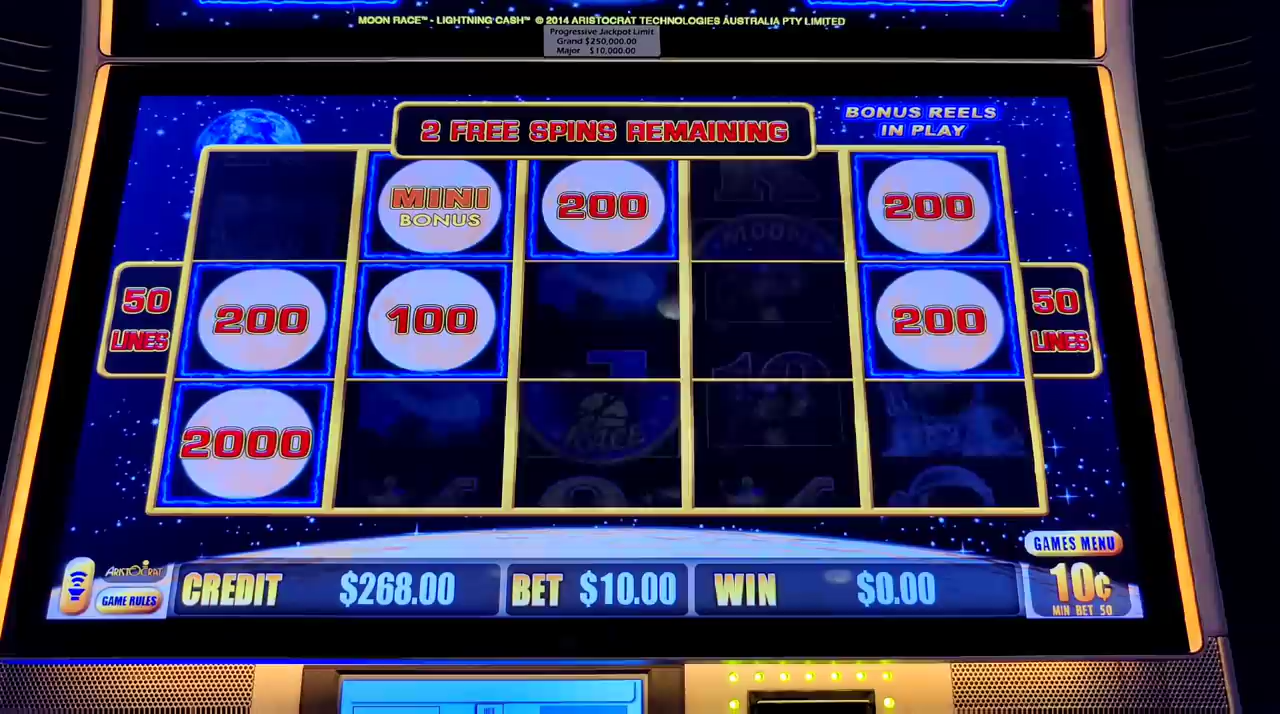 MOON RACE™ - LIGHTNING CASH™ © 2014 ARISTOCRAT TECHNOLOGIES AUSTRALIA PTY LIMITED
Progressive Jackpot Limit
Grand $250,000.00
Major $10,000.00
2 FREE SPINS REMAINING
BONUS REELS
IN PLAY
MINI
BONUS
200
200
MOON
50
LINES
200
100
200
50
LINES
J
10
2000
RACE
GAMES MENU
ARISTOCRAT
GAME RULES
CREDIT $268.00
BET $10.00
WIN $0.00
10¢
MIN BET 50